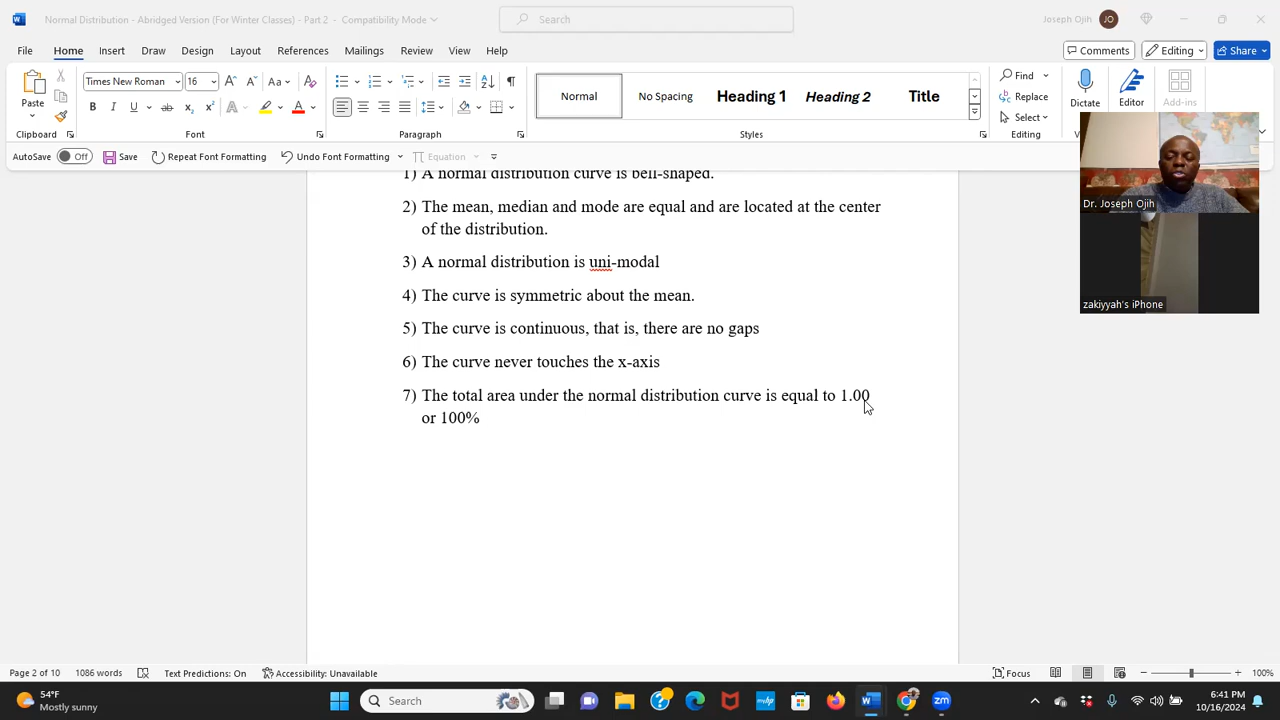 Normal Distribution - Abridged Version (For Winter Classes) - Part 2 - Compatibility Mode
Search
Joseph Ojih
JO
File Home Insert Draw Design Layout References Mailings Review View Help
Comments Editing Share
Paste
Times New Roman 16
Normal No Spacing Heading 1 Heading 2 Title
Find
Replace
Select
Dictate Editor Add-ins
Clipboard Font Paragraph Styles Editing
AutoSave Off Save Repeat Font Formatting Undo Font Formatting Equation
1) A normal distribution curve is bell-shaped.
2) The mean, median and mode are equal and are located at the center
of the distribution.
3) A normal distribution is uni-modal
4) The curve is symmetric about the mean.
5) The curve is continuous, that is, there are no gaps
6) The curve never touches the x-axis
7) The total area under the normal distribution curve is equal to 1.00
or 100%
Dr. Joseph Ojih
zakiyyah's iPhone
Page 2 of 10 1086 words Text Predictions: On Accessibility: Unavailable Focus 100%
54°F
Mostly sunny
Search
zm
6:41 PM
10/16/2024